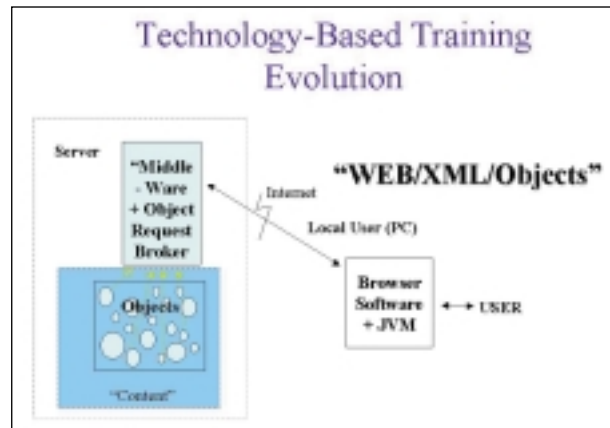 Technology-Based Training
Evolution
Server
"Middle
- Ware
+ Object
Request
Broker
Objects
"Content"
Internet
"WEB/XML/Objects"
Local User (PC)
Browser
Software
+ JVM
USER